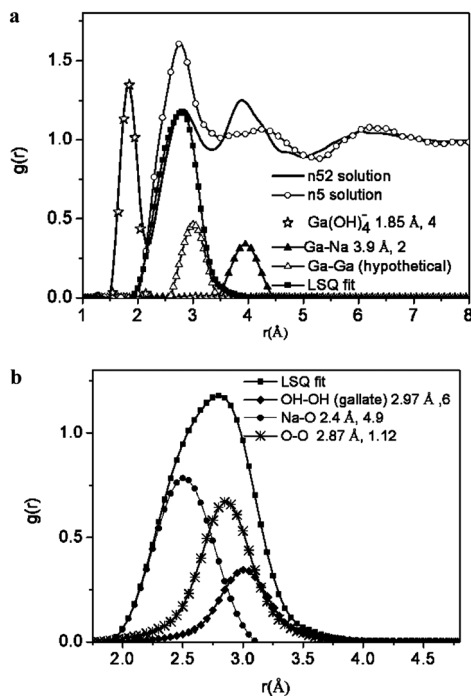 a
g(r)
1.5
1.0
0.5
0.0
n52 solution
n5 solution
Ga(OH)₄⁻ 1.85 Å, 4
Ga-Na 3.9 Å, 2
Ga-Ga (hypothetical)
LSQ fit
1 2 3 4 5 6 7 8
r(Å)
b
g(r)
1.0
0.5
0.0
LSQ fit
OH-OH (gallate) 2.97 Å ,6
Na-O 2.4 Å, 4.9
O-O 2.87 Å, 1.12
2.0 2.5 3.0 3.5 4.0 4.5
r(Å)